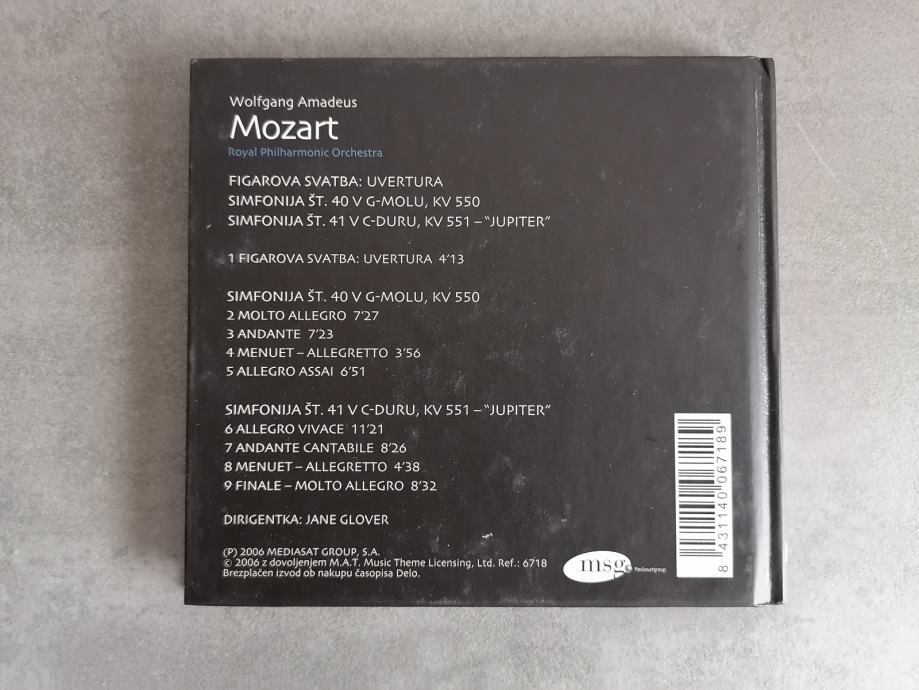 Wolfgang Amadeus
Mozart
Royal Philharmonic Orchestra
FIGAROVA SVATBA: UVERTURA
SIMFONIJA ŠT. 40 V G-MOLU, KV 550
SIMFONIJA ŠT. 41 V C-DURU, KV 551 – "JUPITER"
1 FIGAROVA SVATBA: UVERTURA 4'13
SIMFONIJA ŠT. 40 V G-MOLU, KV 550
2 MOLTO ALLEGRO 7'27
3 ANDANTE 7'23
4 MENUET – ALLEGRETTO 3'56
5 ALLEGRO ASSAI 6'51
SIMFONIJA ŠT. 41 V C-DURU, KV 551 – "JUPITER"
6 ALLEGRO VIVACE 11'21
7 ANDANTE CANTABILE 8'26
8 MENUET – ALLEGRETTO 4'38
9 FINALE – MOLTO ALLEGRO 8'32
DIRIGENTKA: JANE GLOVER
(P) 2006 MEDIASAT GROUP, S.A.
© 2006 z dovoljenjem M.A.T. Music Theme Licensing, Ltd. Ref.: 6718
Brezplačen izvod ob nakupu časopisa Delo.
msg
Mediasatgroup
8 431140 067189